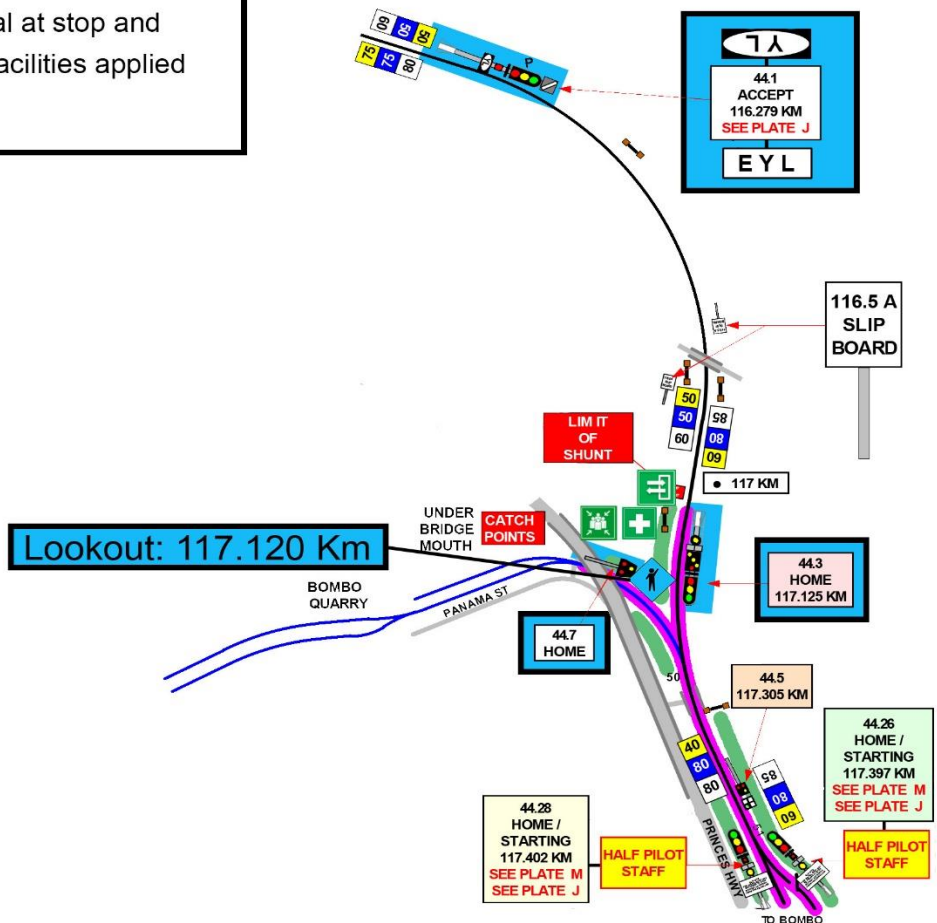 al at stop and
acilities applied
60 50 50
75 75 80
YL
P
YL
44.1
ACCEPT
116.279 KM
SEE PLATE J
EYL
116.5 A
SLIP
BOARD
50
50
60
85
80
60
LIM IT
OF
SHUNT
117 KM
UNDER
BRIDGE
MOUTH
CATCH
POINTS
Lookout: 117.120 Km
BOMBO
QUARRY
PANAMA ST
44.3
HOME
117.125 KM
44.7
HOME
50
44.5
117.305 KM
40
80
80
85
80
60
44.26
HOME /
STARTING
117.397 KM
SEE PLATE M
SEE PLATE J
44.28
HOME /
STARTING
117.402 KM
SEE PLATE M
SEE PLATE J
HALF PILOT
STAFF
PRINCES HWY
HALF PILOT
STAFF
TO BOMBO